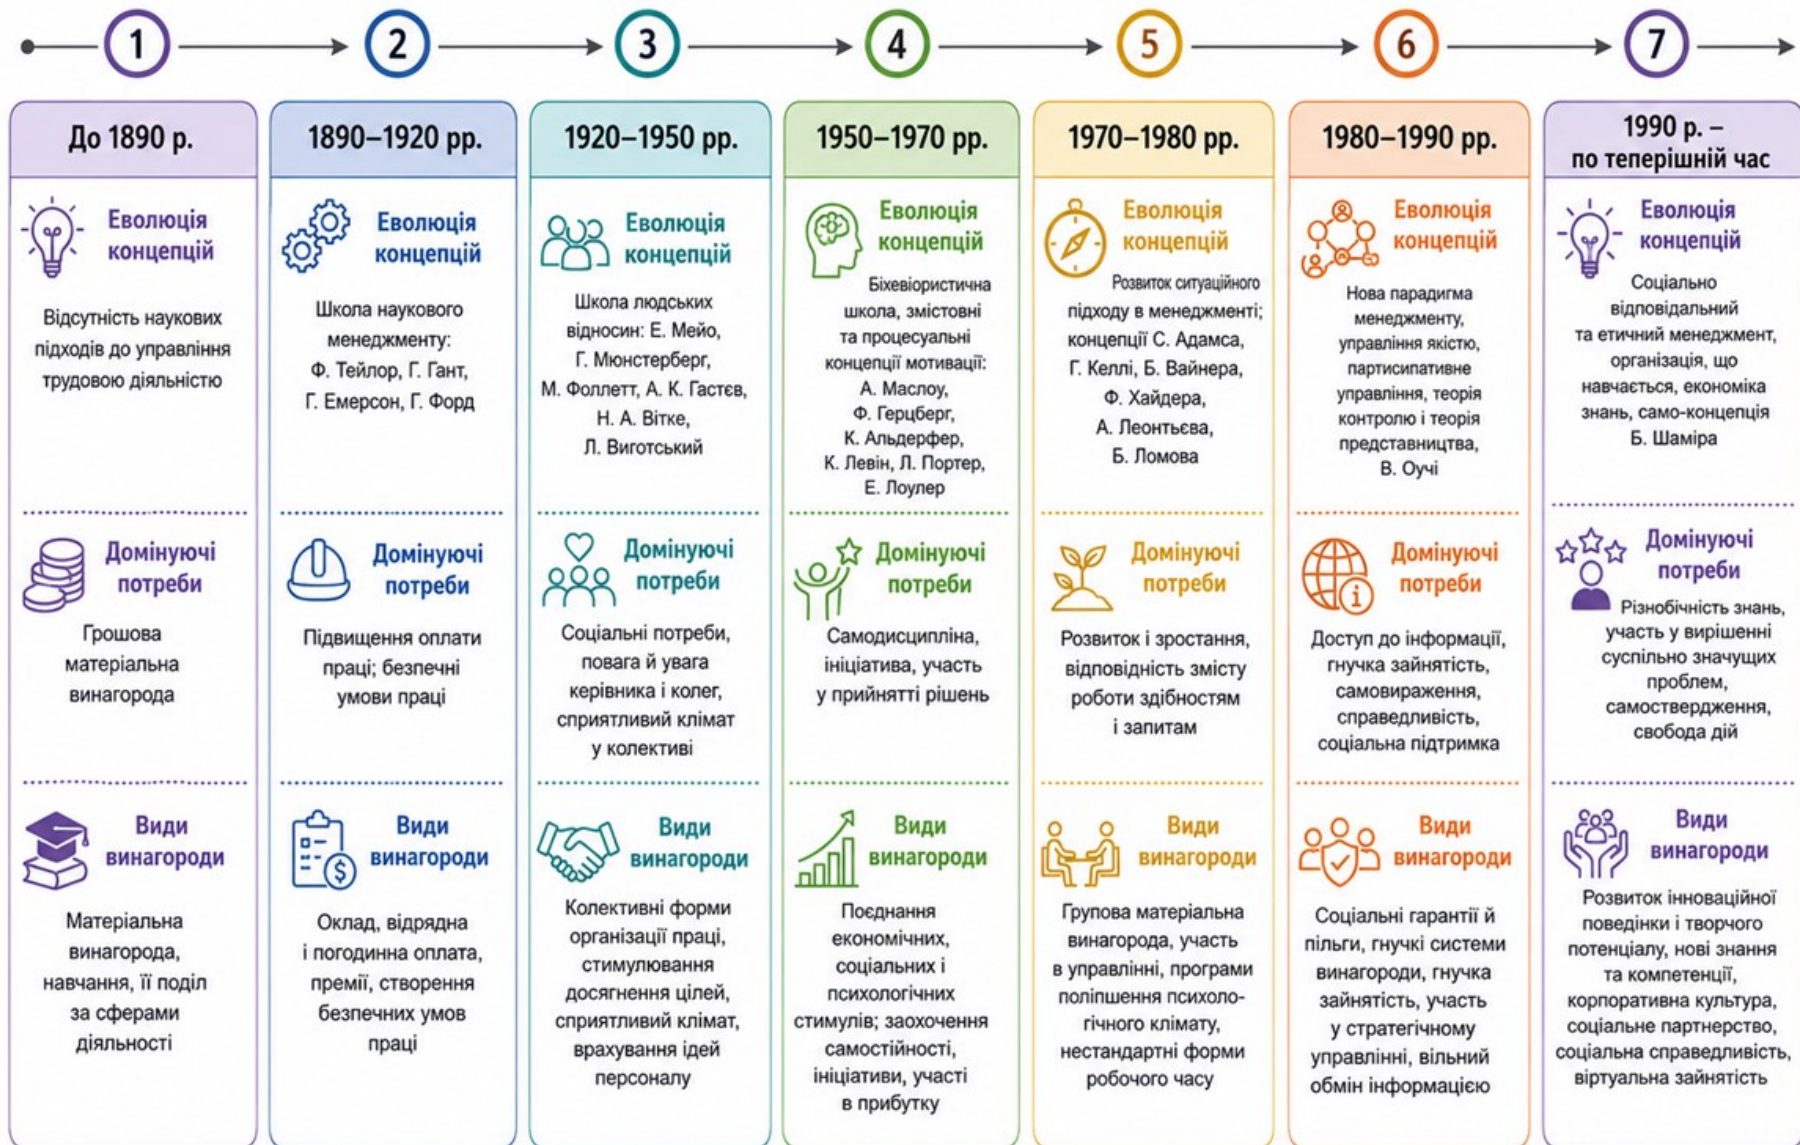 1
2
3
4
5
6
7
До 1890 р.
Еволюція
концепцій
Відсутність наукових
підходів до управління
трудовою діяльністю
Домінуючі
потреби
Грошова
матеріальна
винагорода
Види
винагороди
Матеріальна
винагорода,
навчання, її поділ
за сферами
діяльності
1890–1920 рр.
Еволюція
концепцій
Школа наукового
менеджменту:
Ф. Тейлор, Г. Гант,
Г. Емерсон, Г. Форд
Домінуючі
потреби
Підвищення оплати
праці; безпечні
умови праці
Види
винагороди
$
Оклад, відрядна
і погодинна оплата,
премії, створення
безпечних умов
праці
1920–1950 рр.
Еволюція
концепцій
Школа людських
відносин: Е. Мейо,
Г. Мюнстерберг,
М. Фоллетт, А. К. Гастєв,
Н. А. Вітке,
Л. Виготський
Домінуючі
потреби
Соціальні потреби,
повага й увага
керівника і колег,
сприятливий клімат
у колективі
Види
винагороди
Колективні форми
організації праці,
стимулювання
досягнення цілей,
сприятливий клімат,
врахування ідей
персоналу
1950–1970 рр.
Еволюція
концепцій
Біхевіористична
школа, змістовні
та процесуальні
концепції мотивації:
А. Маслоу,
Ф. Герцберг,
К. Альдерфер,
К. Левін, Л. Портер,
Е. Лоулер
Домінуючі
потреби
Самодисципліна,
ініціатива, участь
у прийнятті рішень
Види
винагороди
Поєднання
економічних,
соціальних і
психологічних
стимулів; заохочення
самостійності,
ініціативи, участі
в прибутку
1970–1980 рр.
Еволюція
концепцій
Розвиток ситуаційного
підходу в менеджменті;
концепції С. Адамса,
Г. Келлі, Б. Вайнера,
Ф. Хайдера,
А. Леонтьєва,
Б. Ломова
Домінуючі
потреби
Розвиток і зростання,
відповідність змісту
роботи здібностям
і запитам
Види
винагороди
Групова матеріальна
винагорода, участь
в управлінні, програми
поліпшення психоло-
гічного клімату,
нестандартні форми
робочого часу
1980–1990 рр.
Еволюція
концепцій
Нова парадигма
менеджменту,
управління якістю,
партисипативне
управління, теорія
контролю і теорія
представництва,
В. Оучі
Домінуючі
потреби
i
Доступ до інформації,
гнучка зайнятість,
самовираження,
справедливість,
соціальна підтримка
Види
винагороди
Соціальні гарантії й
пільги, гнучкі системи
винагороди, гнучка
зайнятість, участь
у стратегічному
управлінні, вільний
обмін інформацією
1990 р. –
по теперішній час
Еволюція
концепцій
Соціально
відповідальний
та етичний менеджмент,
організація, що
навчається, економіка
знань, само-концепція
Б. Шаміра
Домінуючі
потреби
Різнобічність знань,
участь у вирішенні
суспільно значущих
проблем,
самоствердження,
свобода дій
Види
винагороди
Розвиток інноваційної
поведінки і творчого
потенціалу, нові знання
та компетенції,
корпоративна культура,
соціальне партнерство,
соціальна справедливість,
віртуальна зайнятість